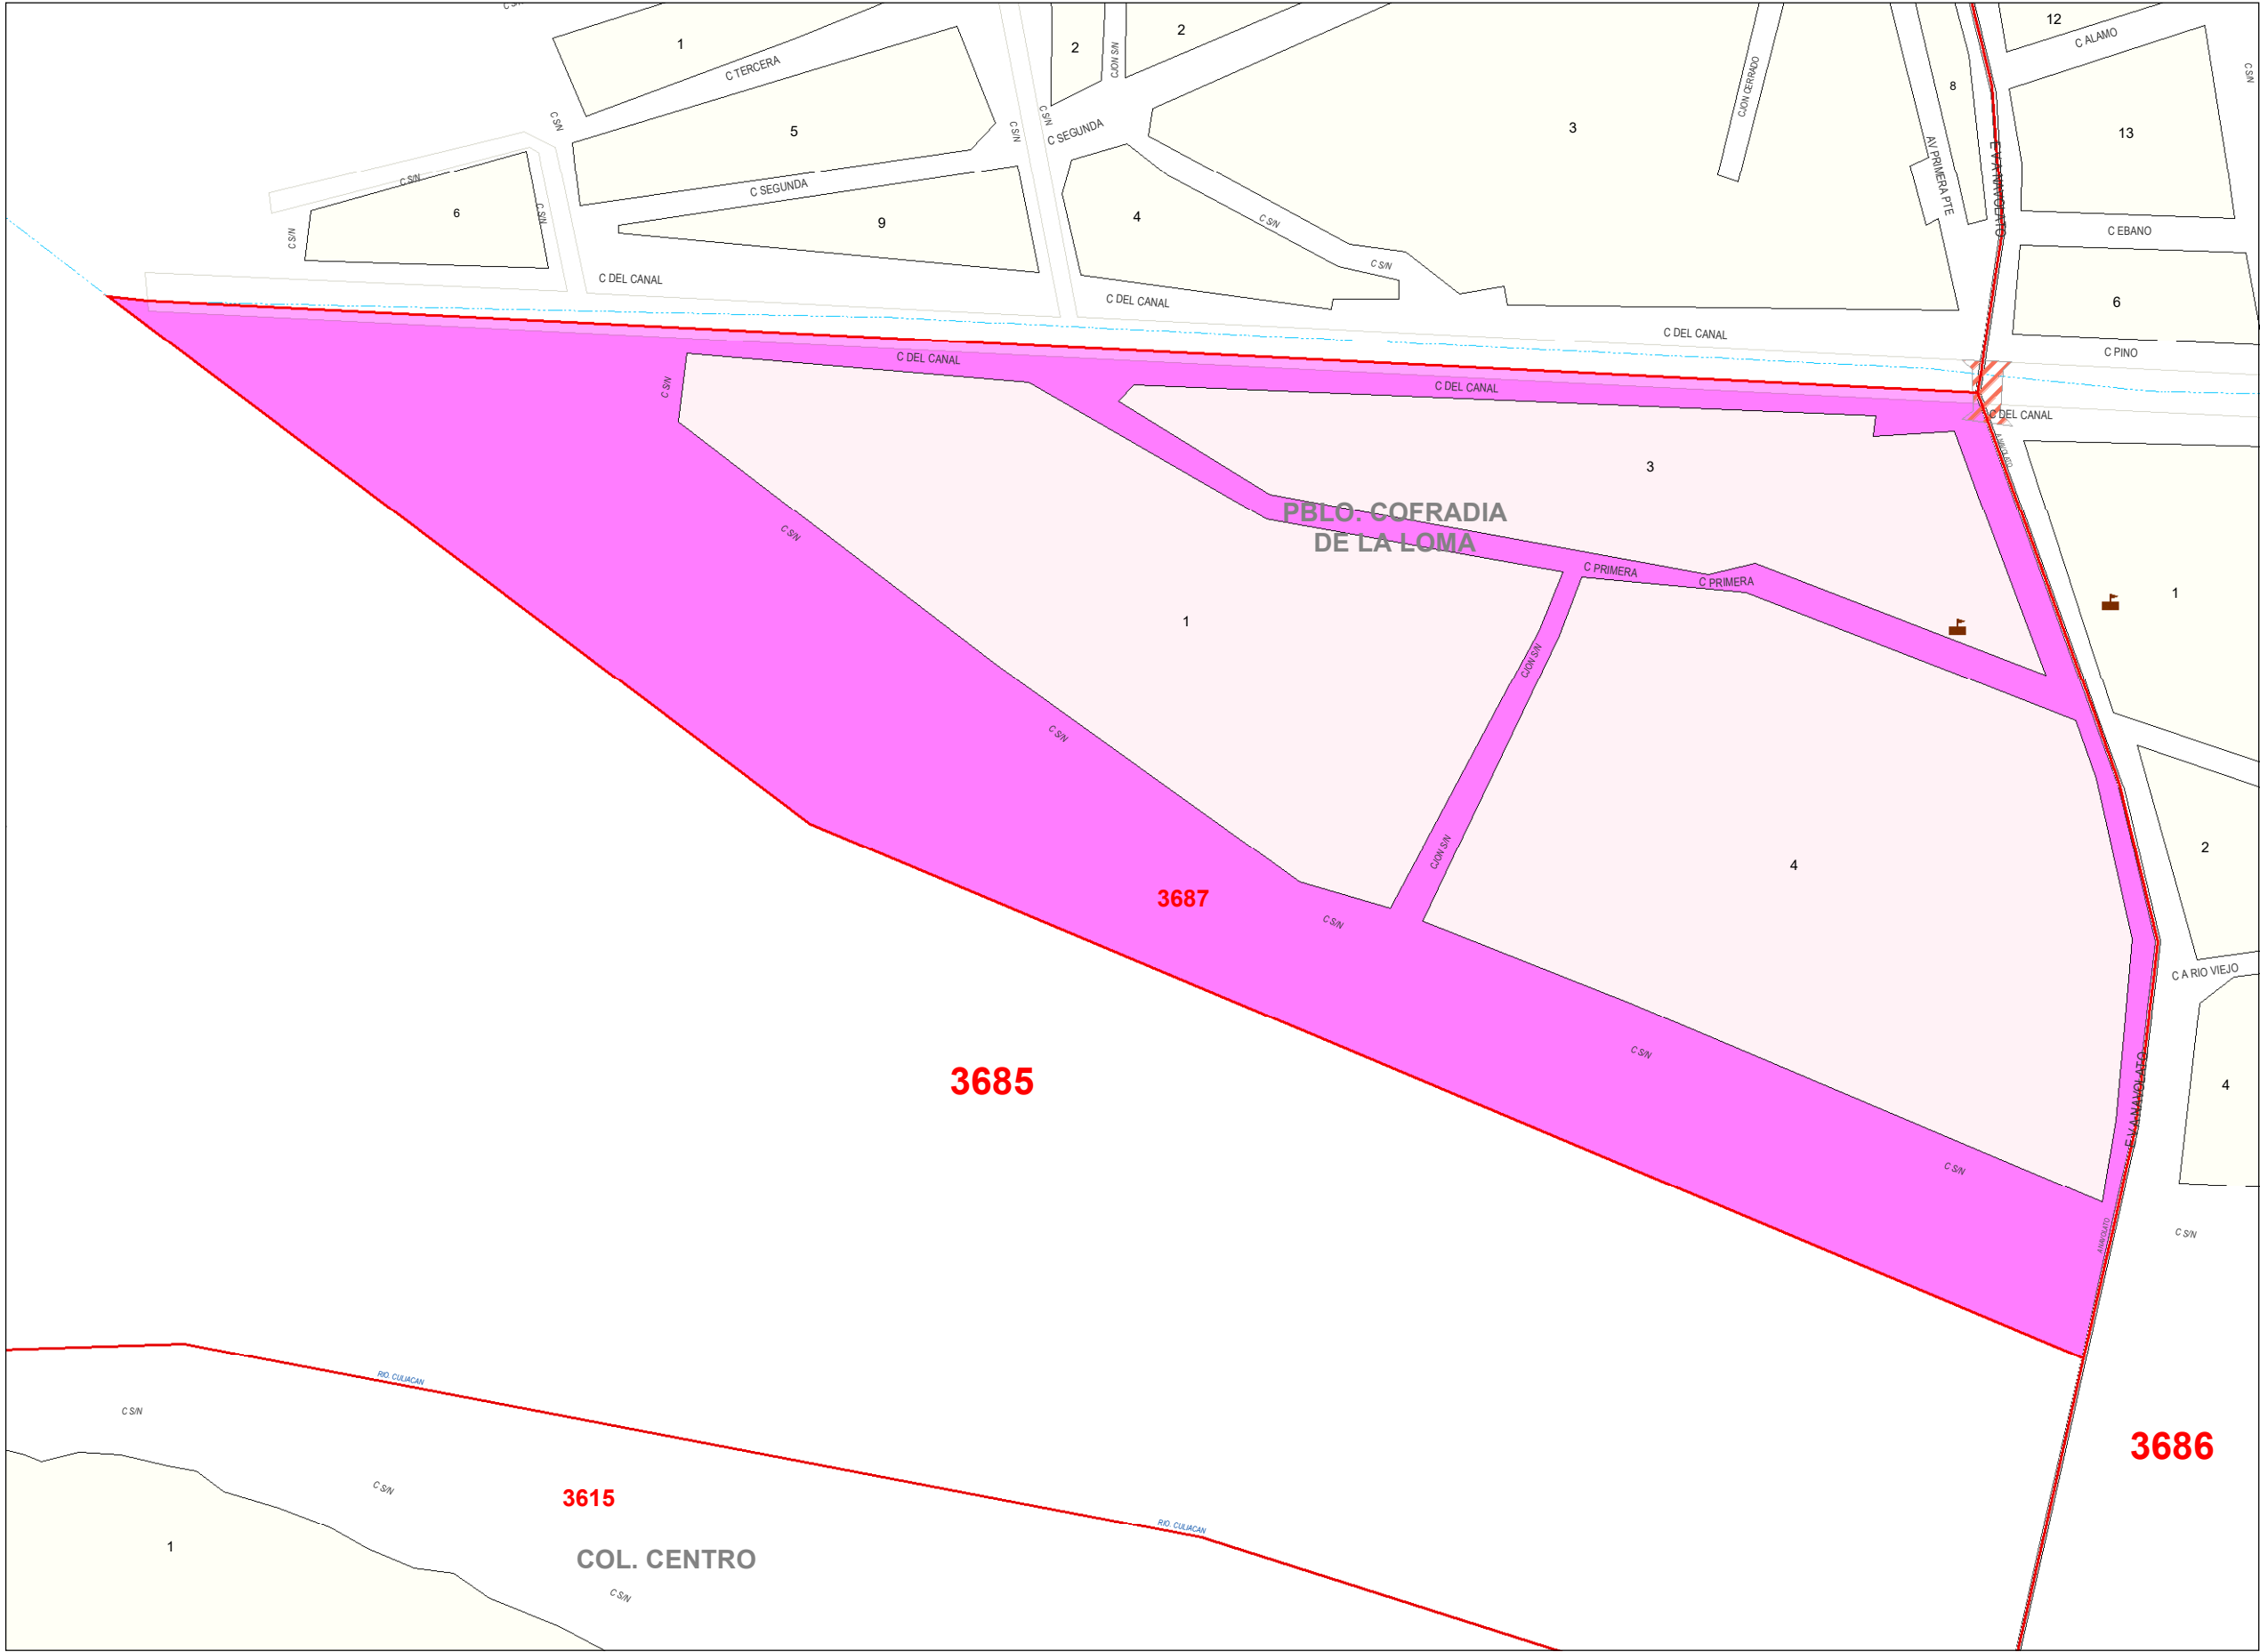 C S/N
12
1
2
2
C ALAMO
CJON S/N
C TERCERA
C S/N
8
CJON CERRADO
C S/N
C S/N
C S/N
C SEGUNDA
5
3
13
C S/N
AV PRIMERA PTE
E V A NAVOLATO
C SEGUNDA
6
C S/N
9
4
C S/N
C S/N
C EBANO
C S/N
C DEL CANAL
C DEL CANAL
6
C DEL CANAL
C PINO
C DEL CANAL
C S/N
C DEL CANAL
C DEL CANAL
A NAVOLATO
3
PBLO. COFRADIA
DE LA LOMA
C S/N
C PRIMERA
C PRIMERA
1
1
CJON S/N
C S/N
CJON S/N
2
4
3687
C S/N
C A RIO VIEJO
C S/N
3685
4
E V A NAVOLATO
C S/N
A NAVOLATO
C S/N
RIO. CULIACAN
C S/N
3686
C S/N
3615
RIO. CULIACAN
1
COL. CENTRO
C S/N